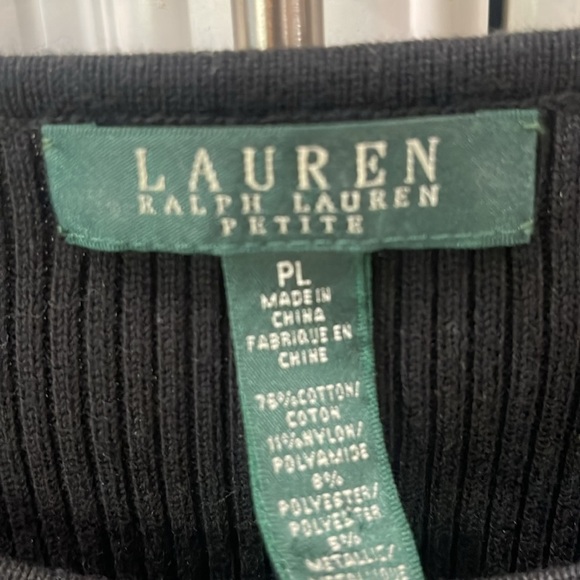 LAUREN
RALPH LAUREN
PETITE
PL
MADE IN
CHINA
FABRIQUE EN
CHINE
76%COTTON/
COTON
11%NYLON/
POLYAMIDE
8%
POLYESTER/
POLYESTER
5%
METALLIC/